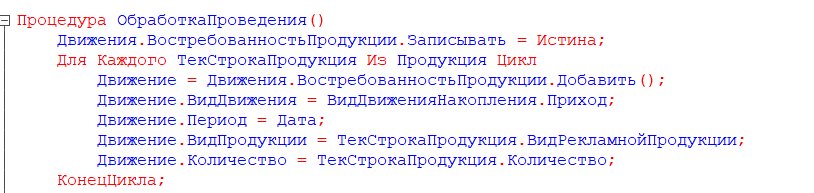 Процедура ОбработкаПроведения()
Движения.ВостребованностьПродукции.Записывать = Истина;
Для Каждого ТекСтрокаПродукция Из Продукция Цикл
Движение = Движения.ВостребованностьПродукции.Добавить();
Движение.ВидДвижения = ВидДвиженияНакопления.Приход;
Движение.Период = Дата;
Движение.ВидПродукции = ТекСтрокаПродукция.ВидРекламнойПродукции;
Движение.Количество = ТекСтрокаПродукция.Количество;
КонецЦикла;